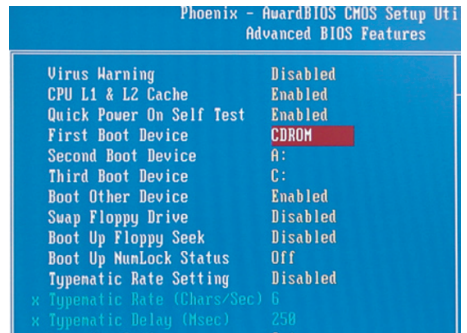 Phoenix - AwardBIOS CMOS Setup Uti
Advanced BIOS Features
Virus Warning Disabled
CPU L1 & L2 Cache Enabled
Quick Power On Self Test Enabled
First Boot Device CDROM
Second Boot Device A:
Third Boot Device C:
Boot Other Device Enabled
Swap Floppy Drive Disabled
Boot Up Floppy Seek Disabled
Boot Up NumLock Status Off
Typematic Rate Setting Disabled
x Typematic Rate (Chars/Sec) 6
x Typematic Delay (Msec) 250